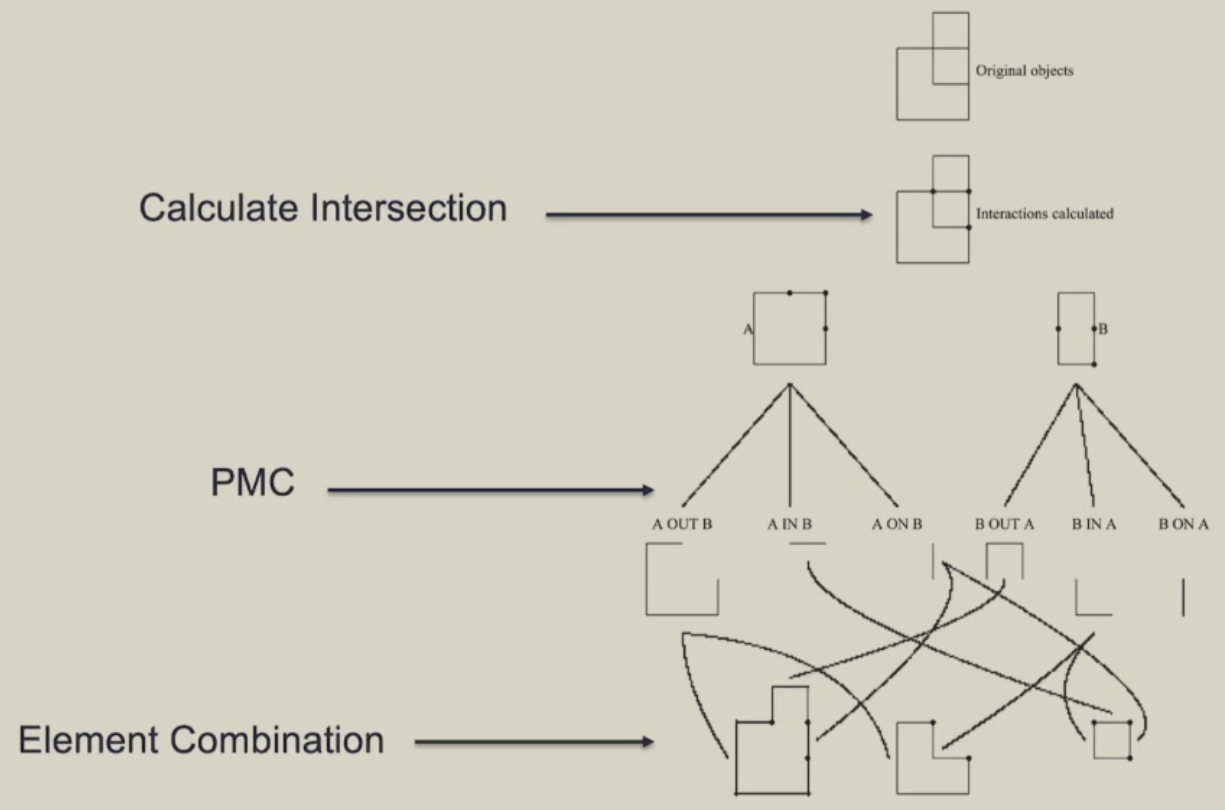 Original objects
Calculate Intersection
Interactions calculated
A
B
PMC
A OUT B
A IN B
A ON B
B OUT A
B IN A
B ON A
Element Combination